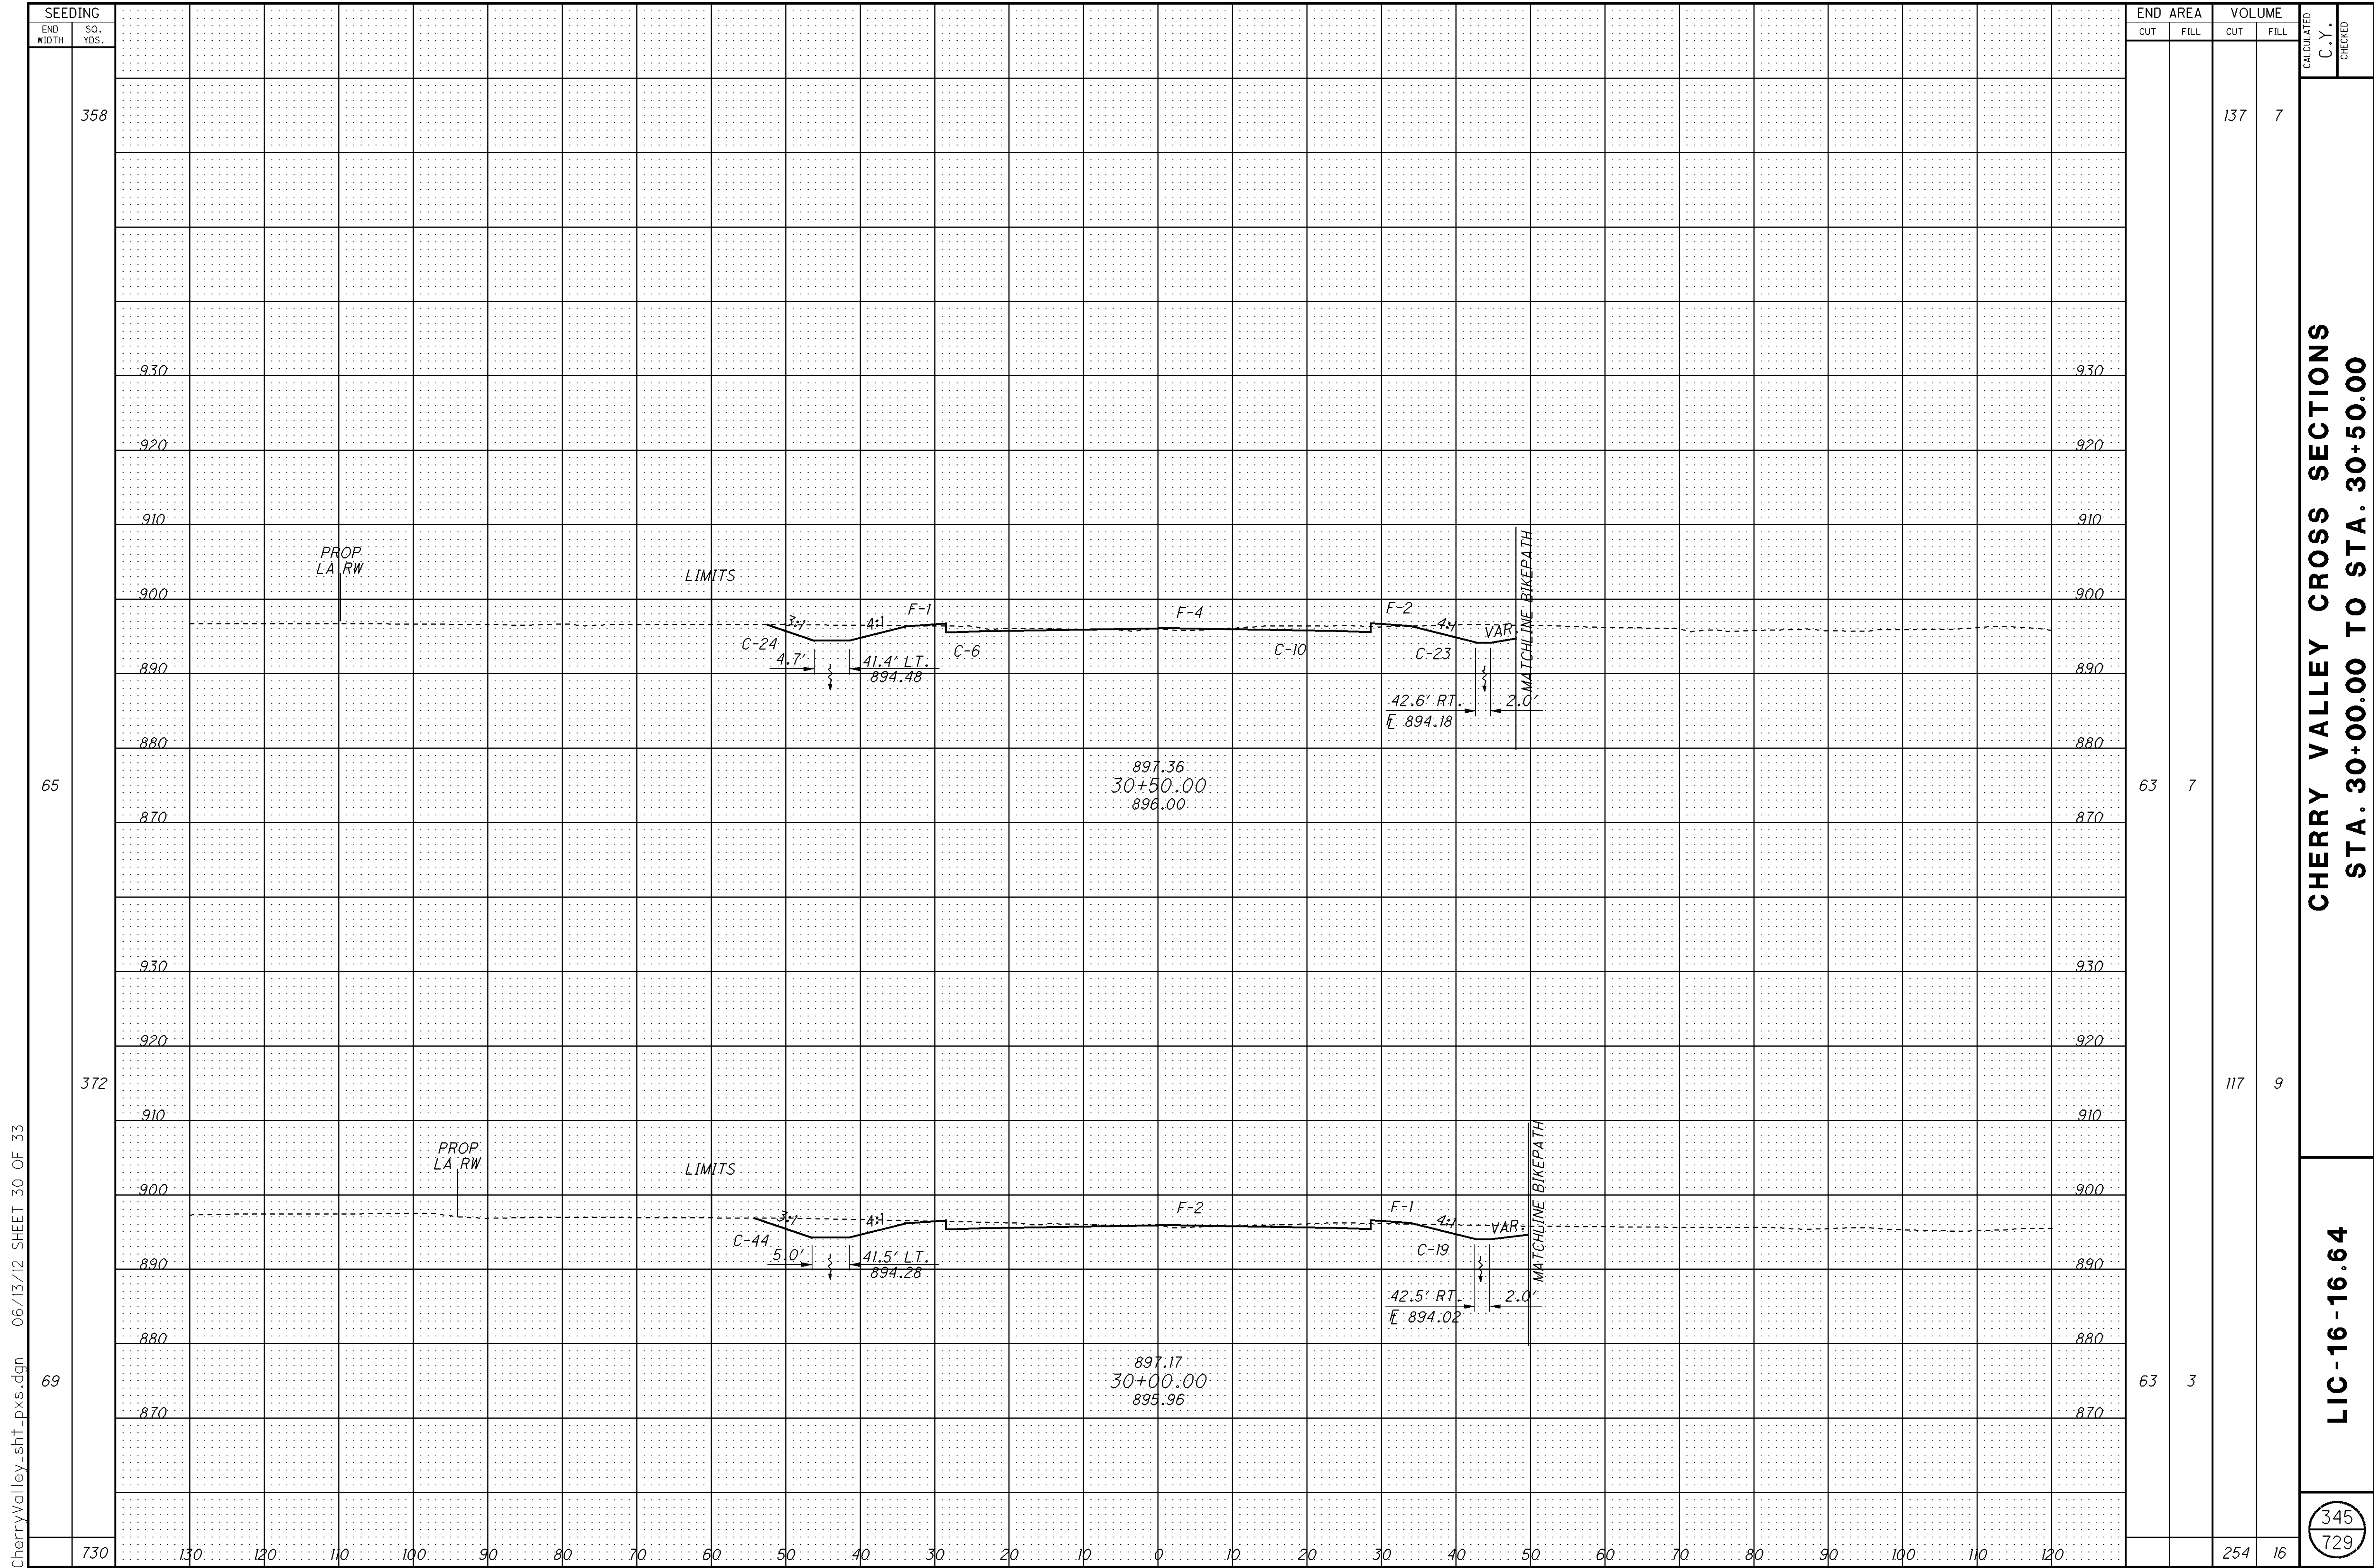 SEEDING
END WIDTH
SQ. YDS.
END AREA
VOLUME
CUT
FILL
CUT
FILL
CALCULATED
C.Y.
CHECKED
358
137
7
930
930
920
920
910
910
PROP
LA RW
LIMITS
900
900
3:1
4:1
F-1
F-4
F-2
4:1
VAR.
MATCHLINE BIKEPATH
C-24
C-6
C-10
C-23
4.7'
41.4' LT.
894.48
890
890
42.6' RT.
2.0'
FL 894.18
880
880
897.36
30+50.00
896.00
65
63
7
870
870
930
930
920
920
372
117
9
910
910
PROP
LA RW
LIMITS
900
900
3:1
4:1
F-2
F-1
4:1
VAR.
MATCHLINE BIKEPATH
C-44
C-19
5.0'
41.5' LT.
894.28
890
890
42.5' RT.
2.0'
FL 894.02
880
880
897.17
30+00.00
895.96
69
63
3
870
870
730
130 120 110 100 90 80 70 60 50 40 30 20 10 0 10 20 30 40 50 60 70 80 90 100 110 120
254
16
CHERRY VALLEY CROSS SECTIONS
STA. 30+00.00 TO STA. 30+50.00
LIC-16-16.64
345
729
CherryValley_sht_pxs.dgn 06/13/12 SHEET 30 OF 33